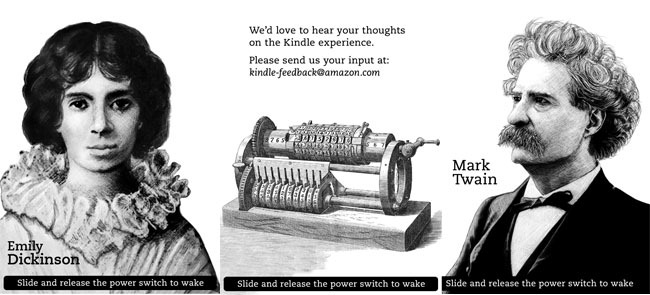 Emily
Dickinson
Slide and release the power switch to wake
We'd love to hear your thoughts
on the Kindle experience.
Please send us your input at:
kindle-feedback@amazon.com
Slide and release the power switch to wake
Mark
Twain
Slide and release the power switch to wake